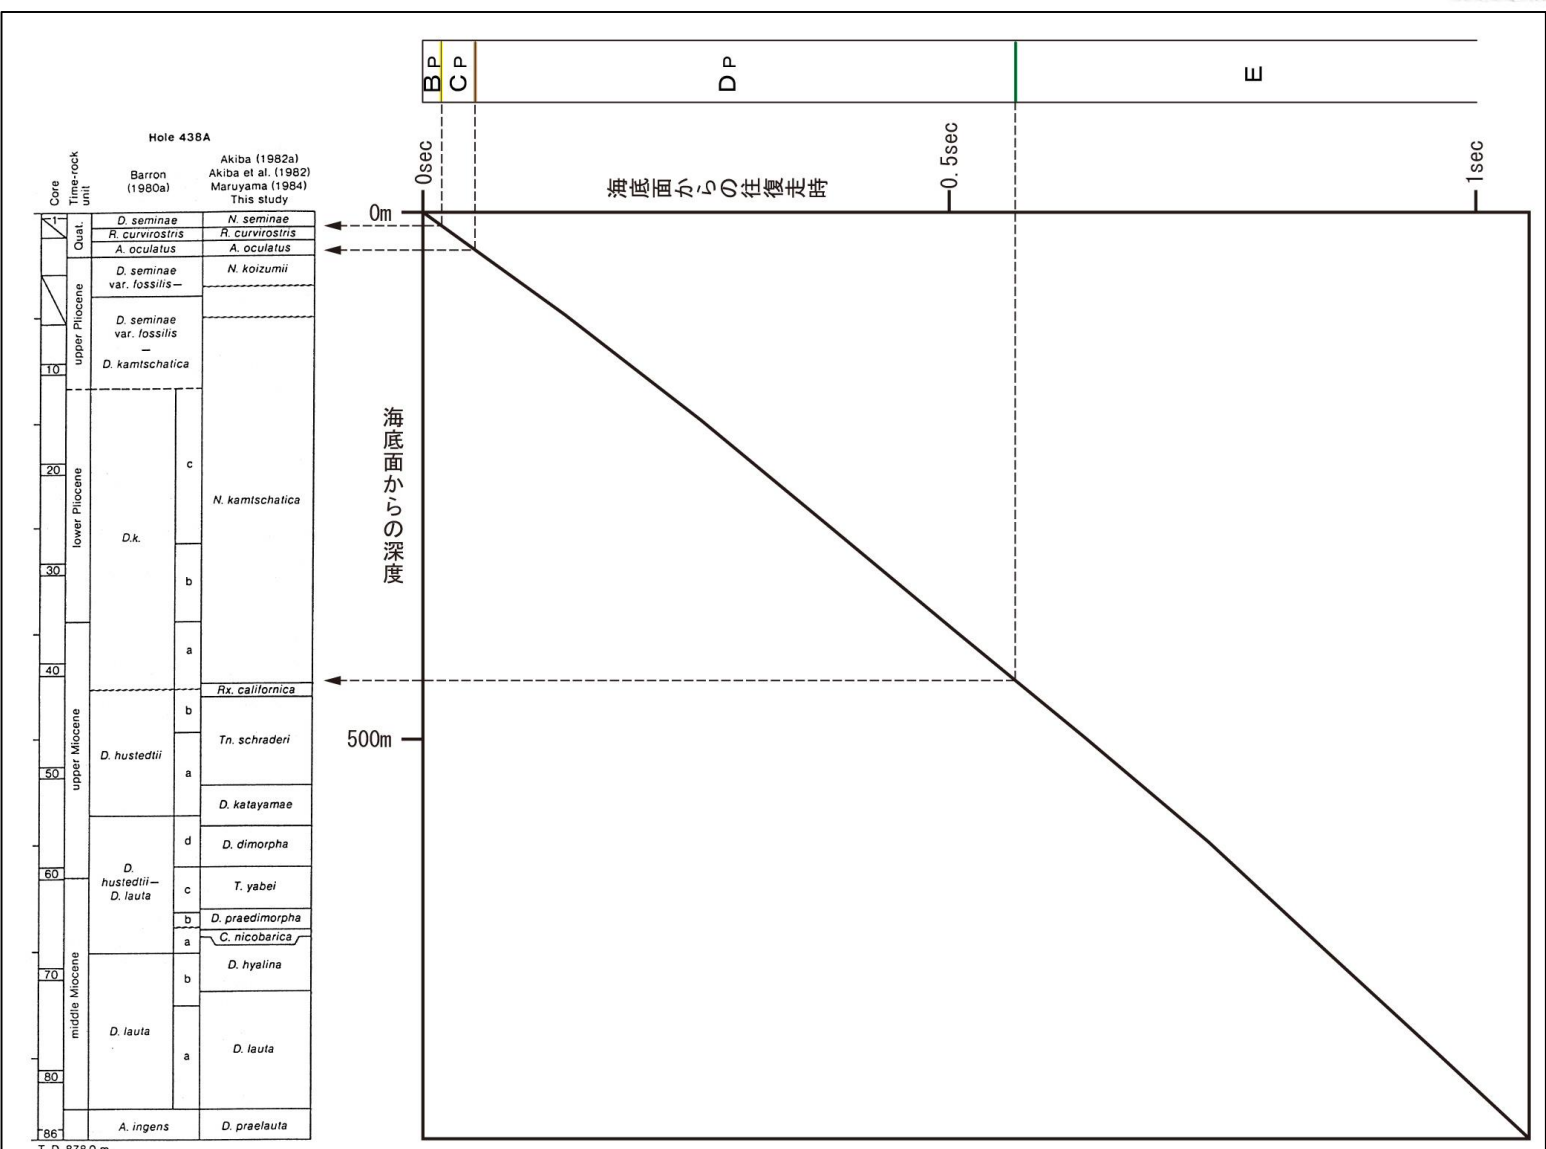 B P
C P
D P
E
0sec
0.5sec
1sec
海底面からの往復走時
0m
500m
海底面からの深度
Hole 438A
Core
Time-rock unit
Barron
(1980a)
Akiba (1982a)
Akiba et al. (1982)
Maruyama (1984)
This study
1
10
20
30
40
50
60
70
80
86
Quat.
upper Pliocene
lower Pliocene
upper Miocene
middle Miocene
D. seminae
R. curvirostris
A. oculatus
D. seminae
var. fossilis—
D. seminae
var. fossilis
—
D. kamtschatica
D.k.
c
b
a
D. hustedtii
b
a
D.
hustedtii—
D. lauta
d
c
b
a
D. lauta
b
a
A. ingens
N. seminae
R. curvirostris
A. oculatus
N. koizumii
N. kamtschatica
Rx. californica
Tn. schraderi
D. katayamae
D. dimorpha
T. yabei
D. praedimorpha
C. nicobarica
D. hyalina
D. lauta
D. praelauta
T. D. 878.0 m